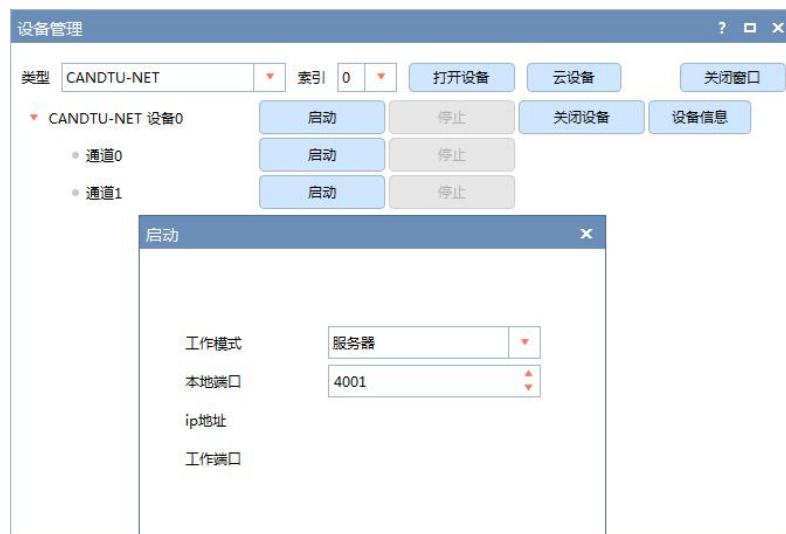 设备管理
类型 CANDTU-NET 索引 0 打开设备 云设备 关闭窗口
CANDTU-NET 设备0 启动 停止 关闭设备 设备信息
通道0 启动 停止
通道1 启动 停止
启动
工作模式 服务器
本地端口 4001
ip地址
工作端口